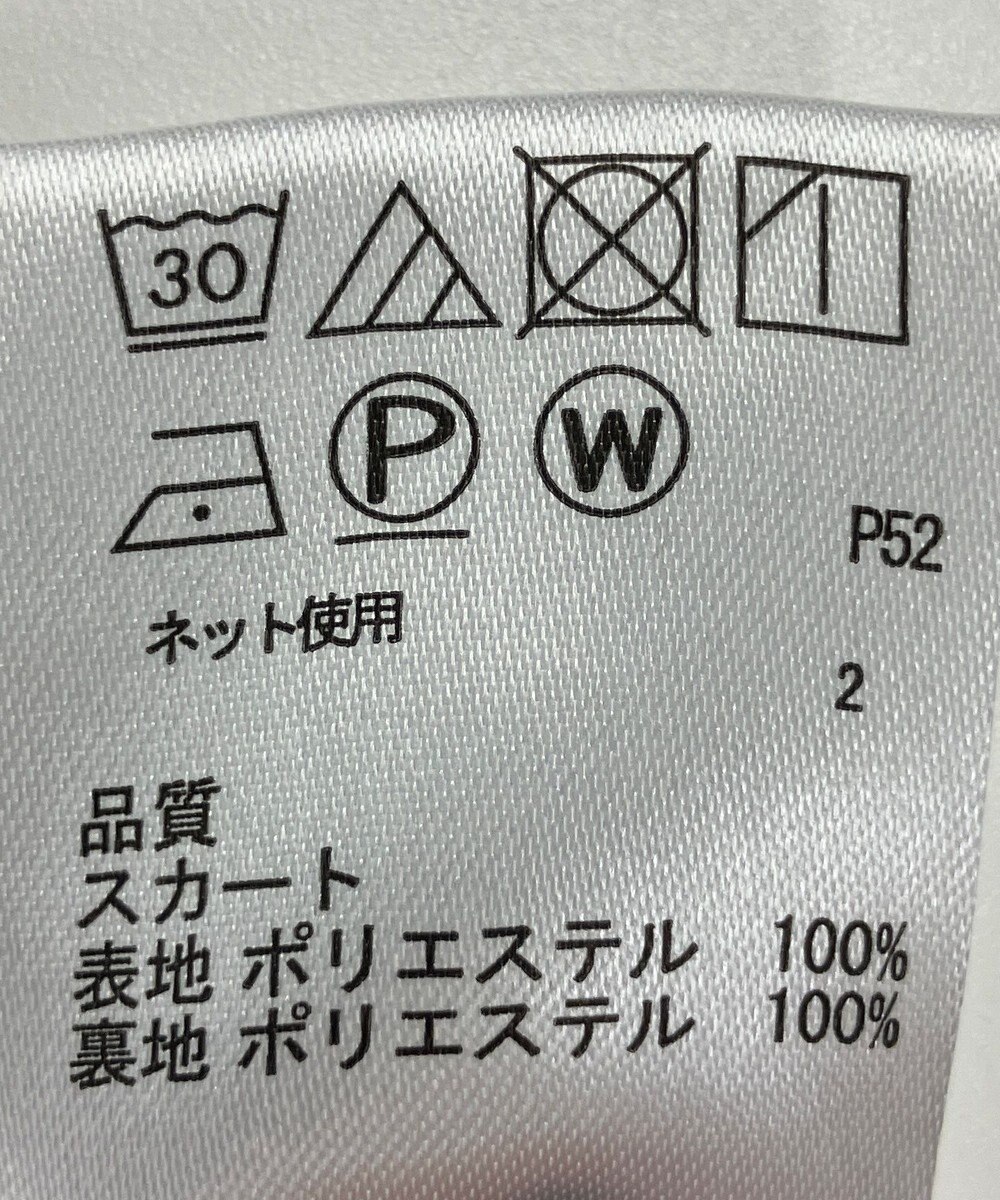 30
P W
P52
ネット使用
2
品質
スカート
表地 ポリエステル 100%
裏地 ポリエステル 100%